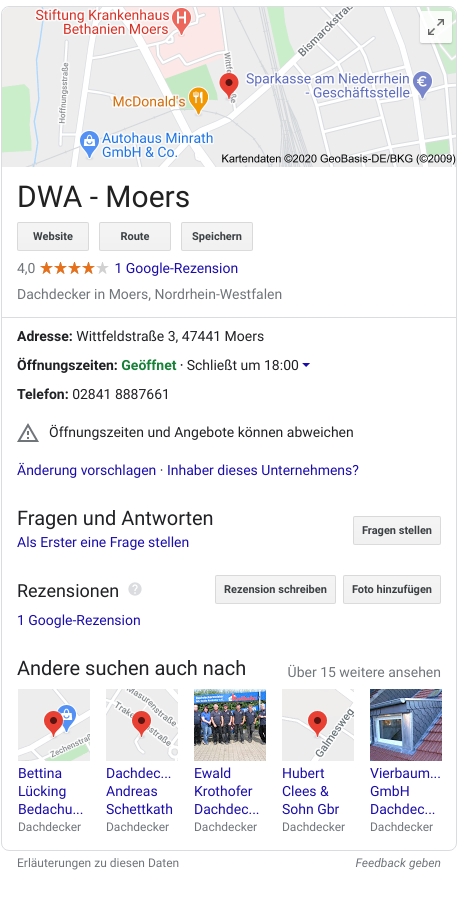 Stiftung Krankenhaus
Bethanien Moers
Bismarckstraße
Hoffnungsstraße
Sparkasse am Niederrhein
- Geschäftsstelle
McDonald's
Autohaus Minrath
GmbH & Co.
Kartendaten ©2020 GeoBasis-DE/BKG (©2009)
DWA - Moers
Website
Route
Speichern
4,0
1 Google-Rezension
Dachdecker in Moers, Nordrhein-Westfalen
Adresse: Wittfeldstraße 3, 47441 Moers
Öffnungszeiten: Geöffnet · Schließt um 18:00
Telefon: 02841 8887661
Öffnungszeiten und Angebote können abweichen
Änderung vorschlagen · Inhaber dieses Unternehmens?
Fragen und Antworten
Fragen stellen
Als Erster eine Frage stellen
Rezensionen ?
Rezension schreiben
Foto hinzufügen
1 Google-Rezension
Andere suchen auch nach
Über 15 weitere ansehen
Zechenstraße
Galmesweg
Bettina
Lücking
Bedachu...
Dachdecker
Dachdec...
Andreas
Schettkath
Dachdecker
Ewald
Krothofer
Dachdec...
Dachdecker
Hubert
Clees &
Sohn Gbr
Dachdecker
Vierbaum...
GmbH
Dachdec...
Dachdecker
Erläuterungen zu diesen Daten
Feedback geben